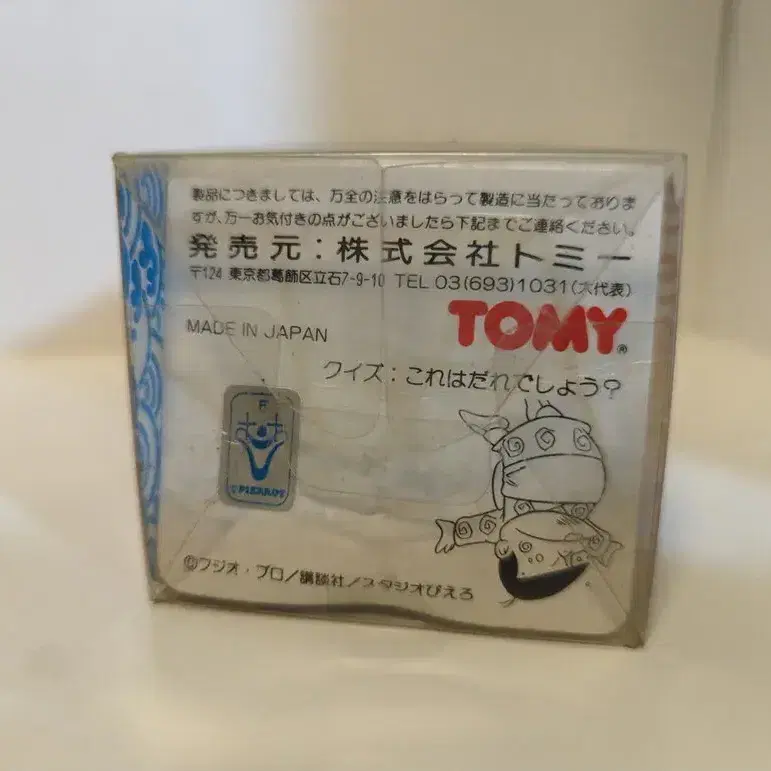 製品につきましては、万全の注意をはらって製造に当たっておりま
すが、万一お気付きの点がございましたら下記までご連絡ください。
発売元:株式会社トミー
〒124 東京都葛飾区立石7-9-10 TEL 03(693)1031(大代表)
TOMY®
MADE IN JAPAN
クイズ:これはだれでしょう?
©PIERROT
©フジオ・プロ/講談社/スタジオぴえろ